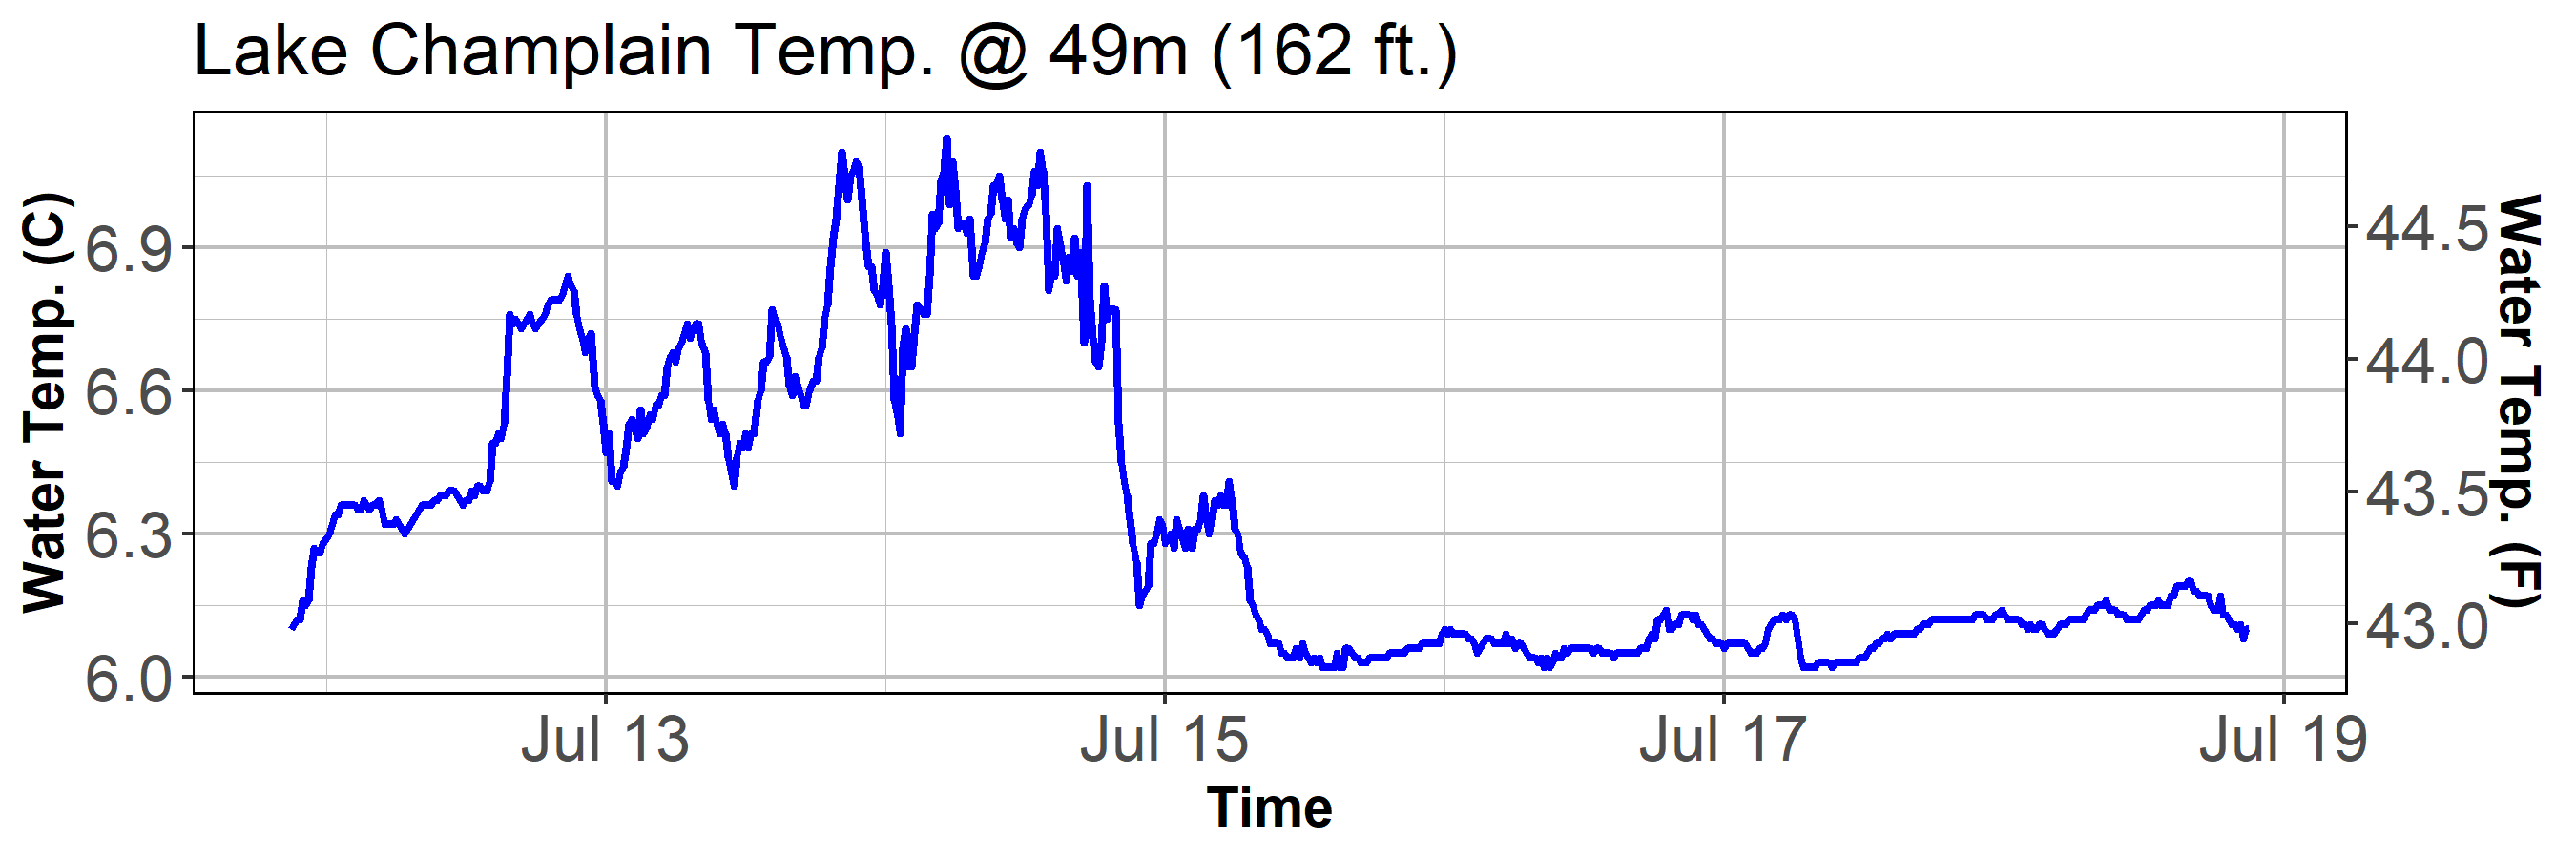 Lake Champlain Temp. @ 49m (162 ft.)
Water Temp. (C)
6.9
6.6
6.3
6.0
44.5
44.0
43.5
43.0
Water Temp. (F)
Jul 13 Jul 15 Jul 17 Jul 19
Time